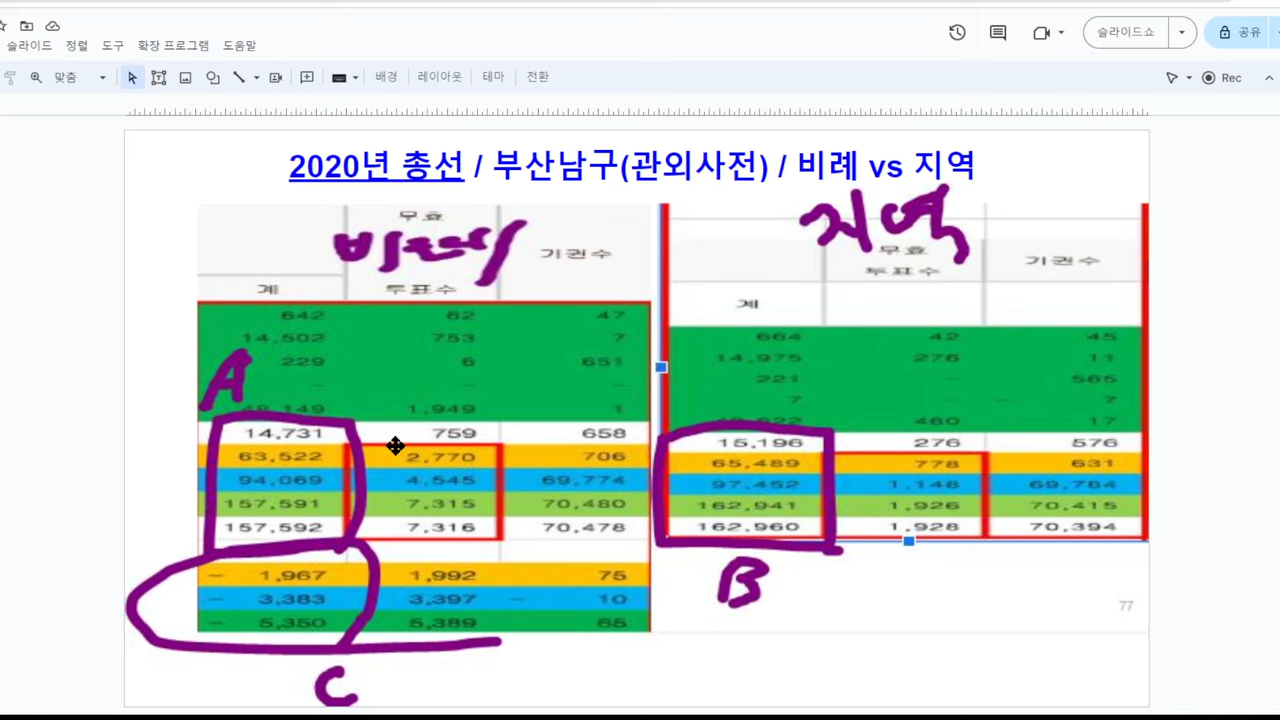 슬라이드 정렬 도구 확장 프로그램 도움말
슬라이드쇼
공유
맞춤
배경 레이아웃 테마 전환
Rec
2020년 총선 / 부산남구(관외사전) / 비례 vs 지역
비례
지역
무효
계 투표수 기권수
642 62 47
14,502 753 7
229 6 651
– – –
48,149 1,949 1
14,731 759 658
63,522 2,770 706
94,069 4,545 69,774
157,591 7,315 70,480
157,592 7,316 70,478
– 1,967 1,992 75
– 3,383 3,397 – 10
– 5,350 5,389 65
A
C
무효
계 투표수 기권수
664 42 45
14,975 276 11
221 – 565
7 – – 7
480 17
15,196 276 576
65,489 778 631
97,452 1,148 69,784
162,941 1,926 70,415
162,960 1,928 70,394
B
77